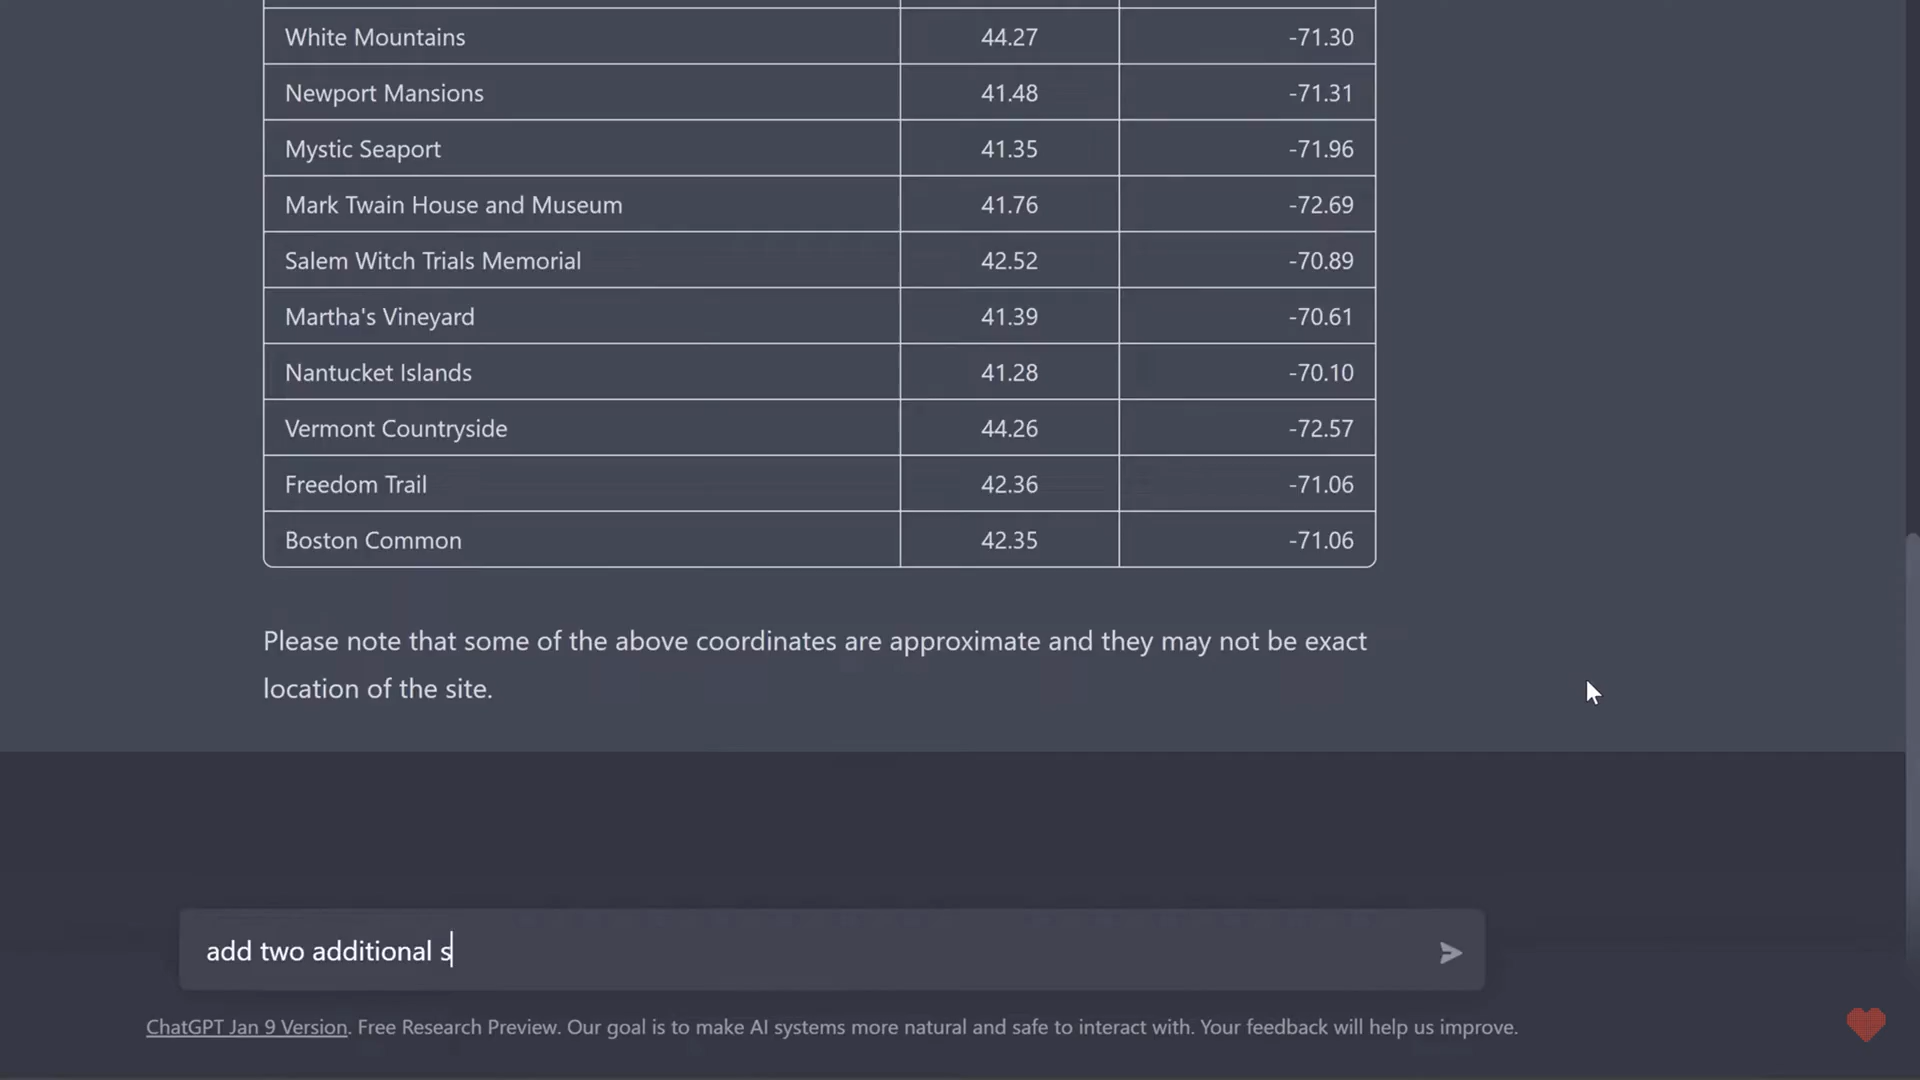 White Mountains 44.27 -71.30
Newport Mansions 41.48 -71.31
Mystic Seaport 41.35 -71.96
Mark Twain House and Museum 41.76 -72.69
Salem Witch Trials Memorial 42.52 -70.89
Martha's Vineyard 41.39 -70.61
Nantucket Islands 41.28 -70.10
Vermont Countryside 44.26 -72.57
Freedom Trail 42.36 -71.06
Boston Common 42.35 -71.06
Please note that some of the above coordinates are approximate and they may not be exact
location of the site.
add two additional s
ChatGPT Jan 9 Version. Free Research Preview. Our goal is to make AI systems more natural and safe to interact with. Your feedback will help us improve.